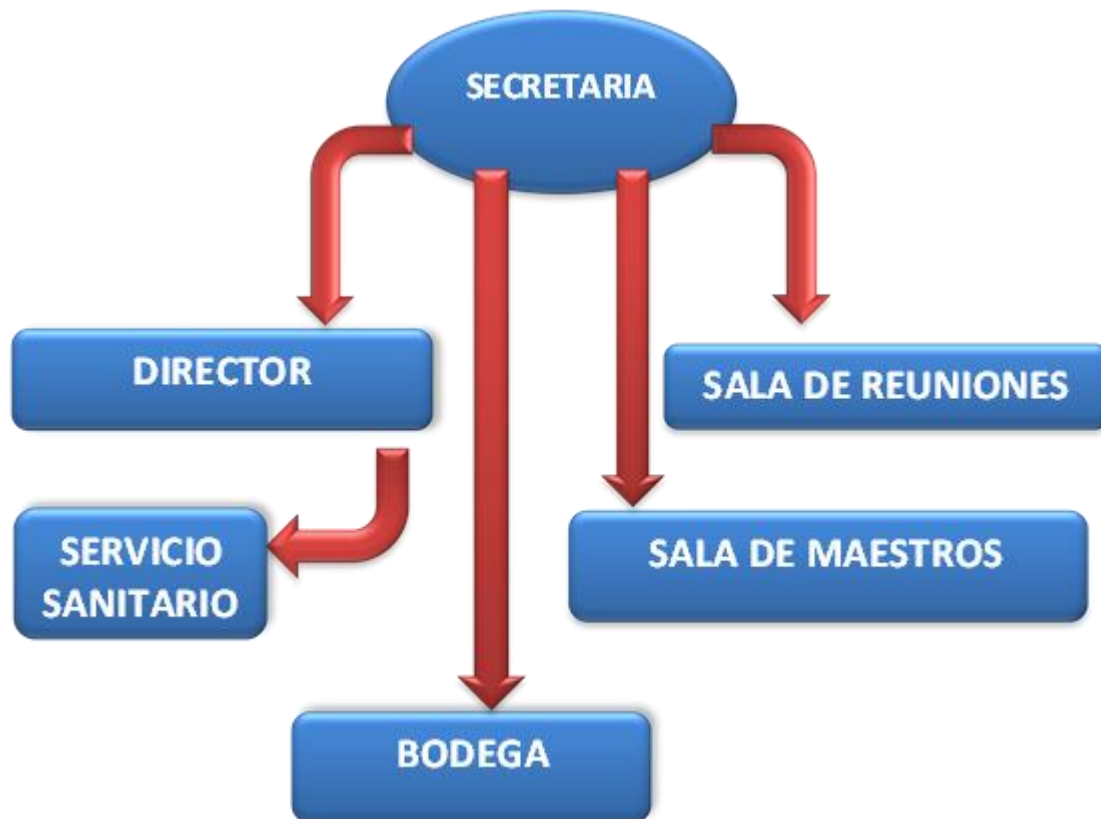 SECRETARIA
DIRECTOR
SALA DE REUNIONES
SERVICIO
SANITARIO
SALA DE MAESTROS
BODEGA